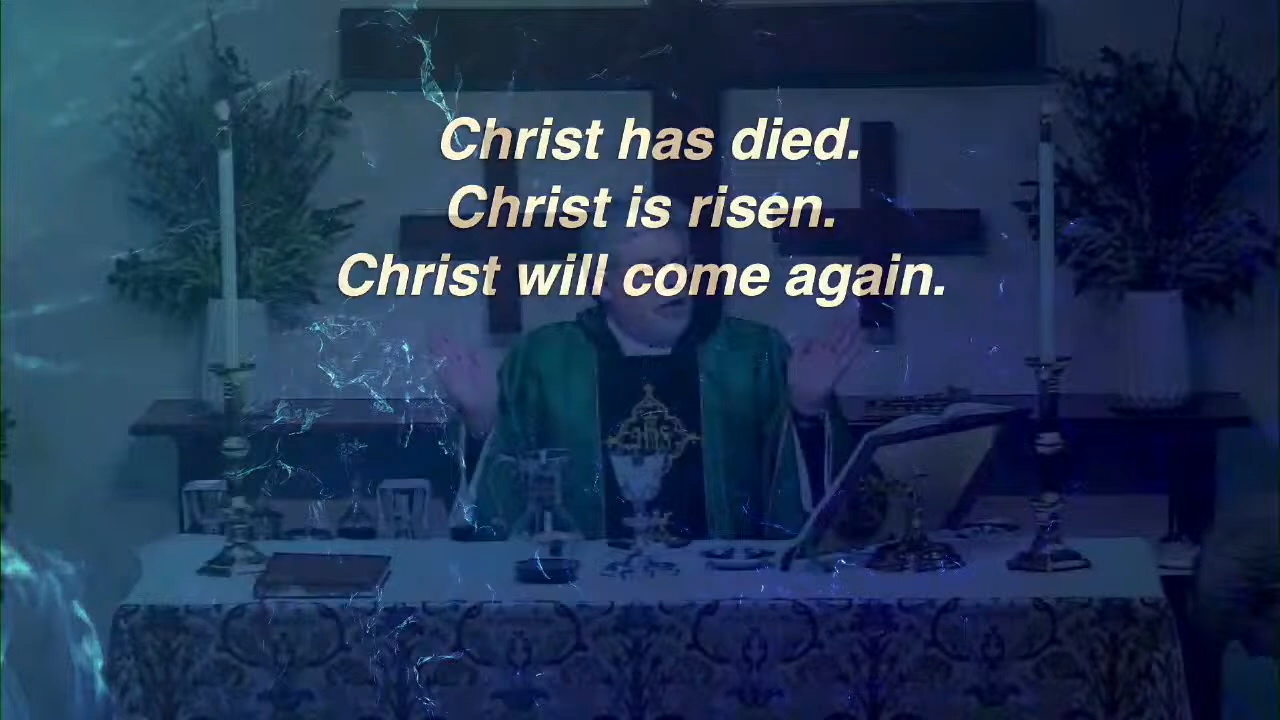 Christ has died.
Christ is risen.
Christ will come again.